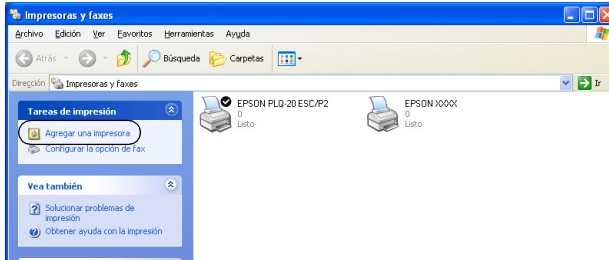 Impresoras y faxes
Archivo Edición Ver Favoritos Herramientas Ayuda
Atrás Búsqueda Carpetas
Dirección Impresoras y faxes Ir
Tareas de impresión
Agregar una impresora
Configurar la opción de fax
Vea también
Solucionar problemas de
impresión
Obtener ayuda con la impresión
EPSON PLQ-20 ESC/P2
0
Listo
EPSON XXXX
0
Listo